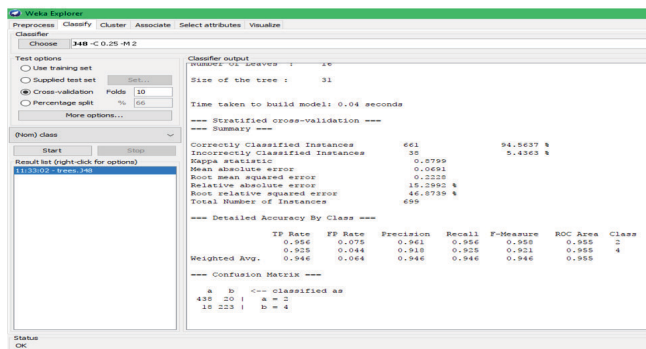 Weka Explorer
Preprocess Classify Cluster Associate Select attributes Visualize
Classifier
Choose J48 -C 0.25 -M 2
Test options
Use training set
Supplied test set Set...
Cross-validation Folds 10
Percentage split % 66
More options...
(Nom) class
Start Stop
Result list (right-click for options)
11:33:02 - trees.J48
Classifier output
Number of Leaves : 16
Size of the tree : 31
Time taken to build model: 0.04 seconds
=== Stratified cross-validation ===
=== Summary ===
Correctly Classified Instances 661 94.5637 %
Incorrectly Classified Instances 38 5.4363 %
Kappa statistic 0.8799
Mean absolute error 0.0691
Root mean squared error 0.2228
Relative absolute error 15.2992 %
Root relative squared error 46.8739 %
Total Number of Instances 699
=== Detailed Accuracy By Class ===
TP Rate FP Rate Precision Recall F-Measure ROC Area Class
0.956 0.075 0.961 0.956 0.958 0.955 2
0.925 0.044 0.918 0.925 0.921 0.955 4
Weighted Avg. 0.946 0.064 0.946 0.946 0.946 0.955
=== Confusion Matrix ===
a b <-- classified as
438 20 | a = 2
18 223 | b = 4
Status
OK